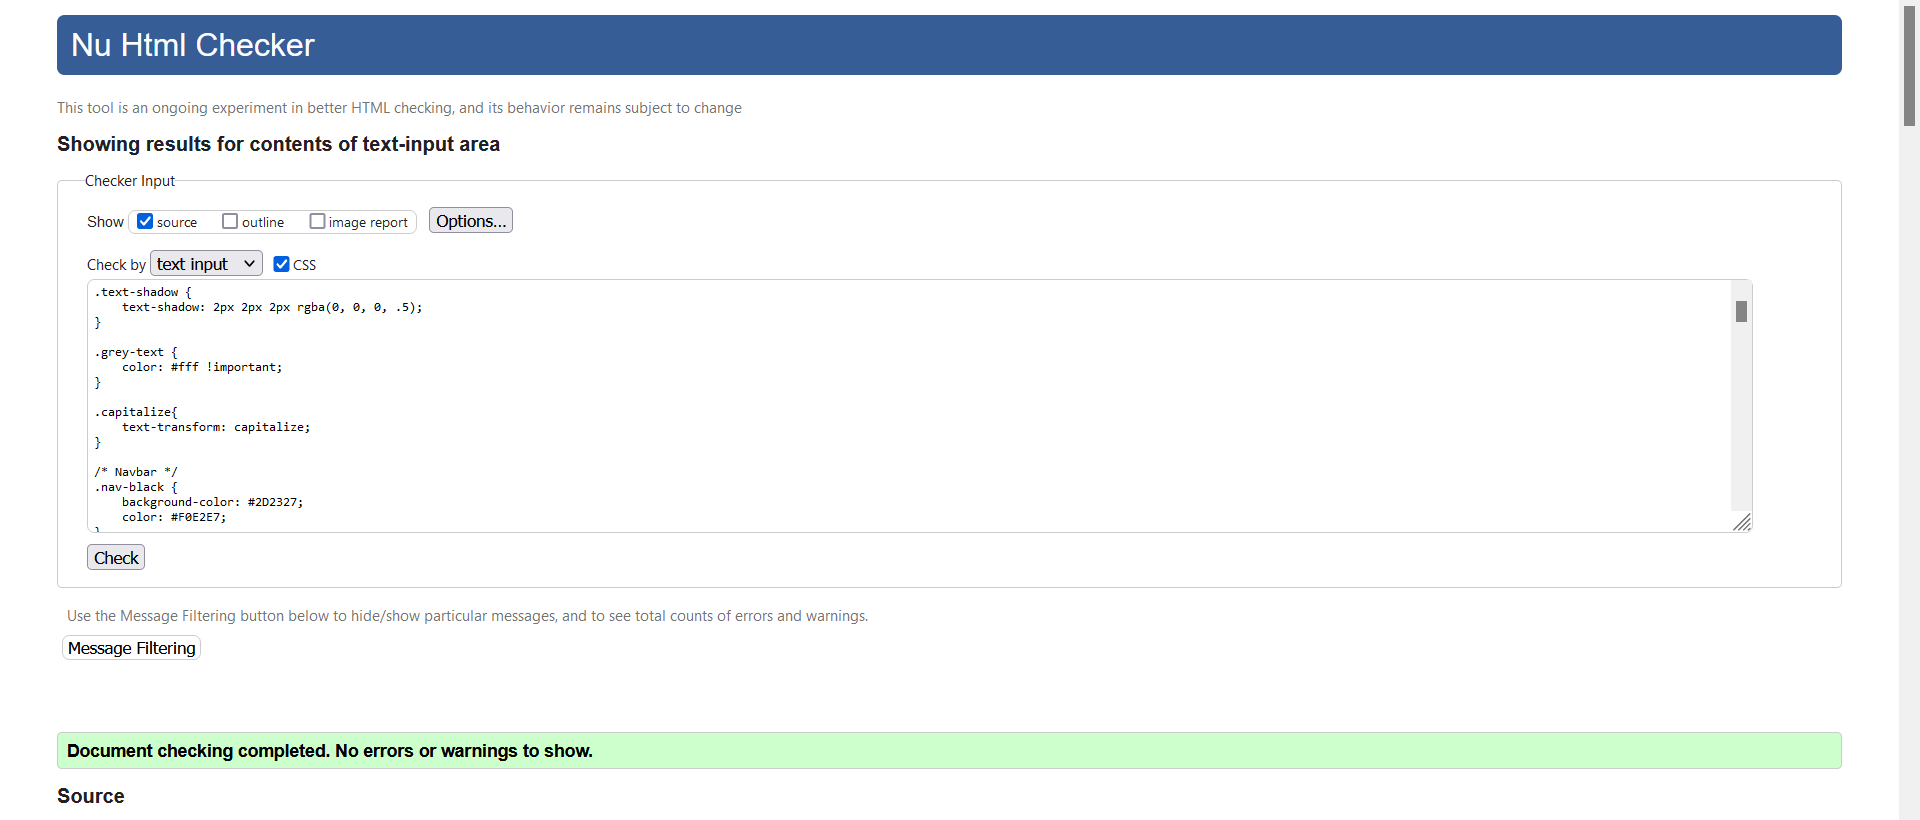 Nu Html Checker
This tool is an ongoing experiment in better HTML checking, and its behavior remains subject to change
Showing results for contents of text-input area
Checker Input
Show source outline image report Options...
Check by text input CSS
.text-shadow {
    text-shadow: 2px 2px 2px rgba(0, 0, 0, .5);
}
.grey-text {
    color: #fff !important;
}
.capitalize{
    text-transform: capitalize;
}
/* Navbar */
.nav-black {
    background-color: #2D2327;
    color: #F0E2E7;
}
Check
Use the Message Filtering button below to hide/show particular messages, and to see total counts of errors and warnings.
Message Filtering
Document checking completed. No errors or warnings to show.
Source